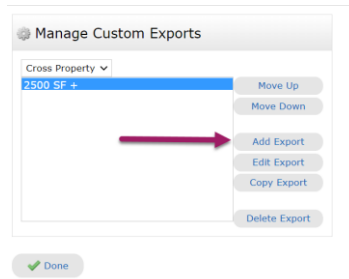 Manage Custom Exports
Cross Property
2500 SF +
Move Up
Move Down
Add Export
Edit Export
Copy Export
Delete Export
Done